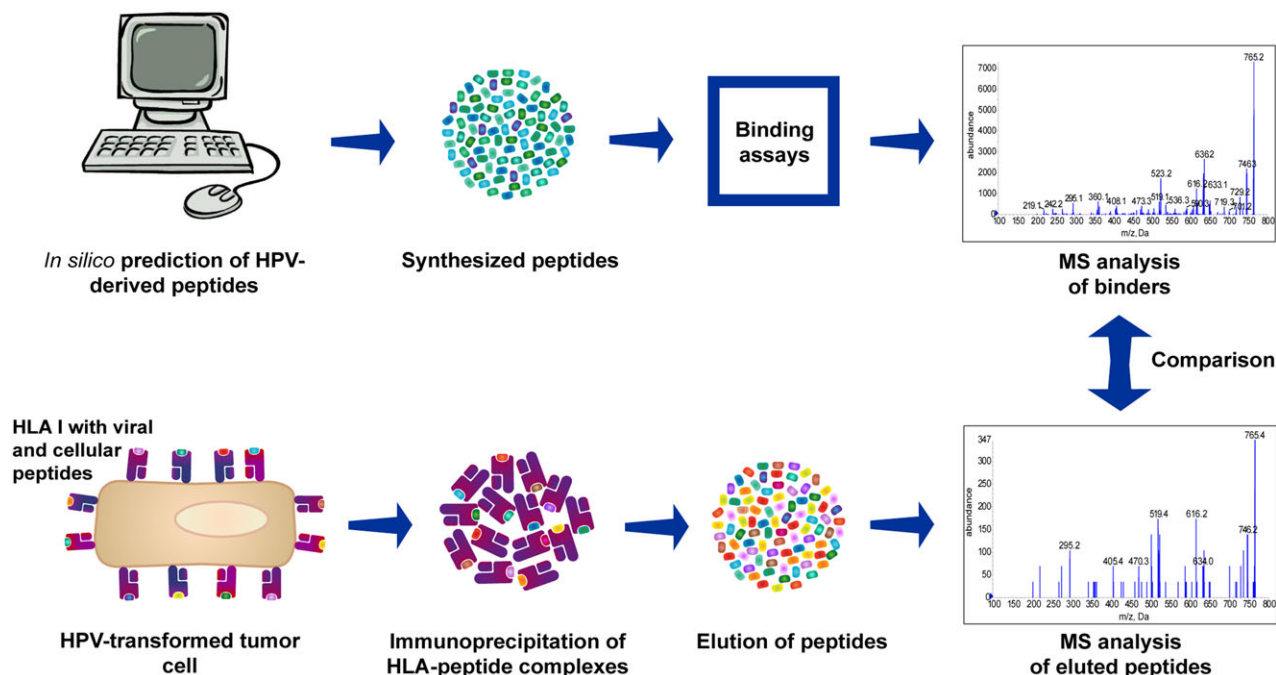 In silico prediction of HPV-
derived peptides
Synthesized peptides
Binding
assays
abundance
7000
6000
5000
4000
3000
2000
1000
0
765.2
6362
7463
523.2
616.2
633.1
729.2
295.1
360.1
519.1
219.1
242.2
408.1
473.3
536.3
590.3
719.3
701.2
100 150 200 250 300 350 400 450 500 550 600 650 700 750 800
m/z, Da
MS analysis
of binders
Comparison
HLA I with viral
and cellular
peptides
HPV-transformed tumor
cell
Immunoprecipitation of
HLA-peptide complexes
Elution of peptides
abundance
347
300
250
200
150
100
50
0
765.4
519.4
616.2
746.2
295.2
405.4
470.3
634.0
100 150 200 250 300 350 400 450 500 550 600 650 700 750 800
m/z, Da
MS analysis
of eluted peptides